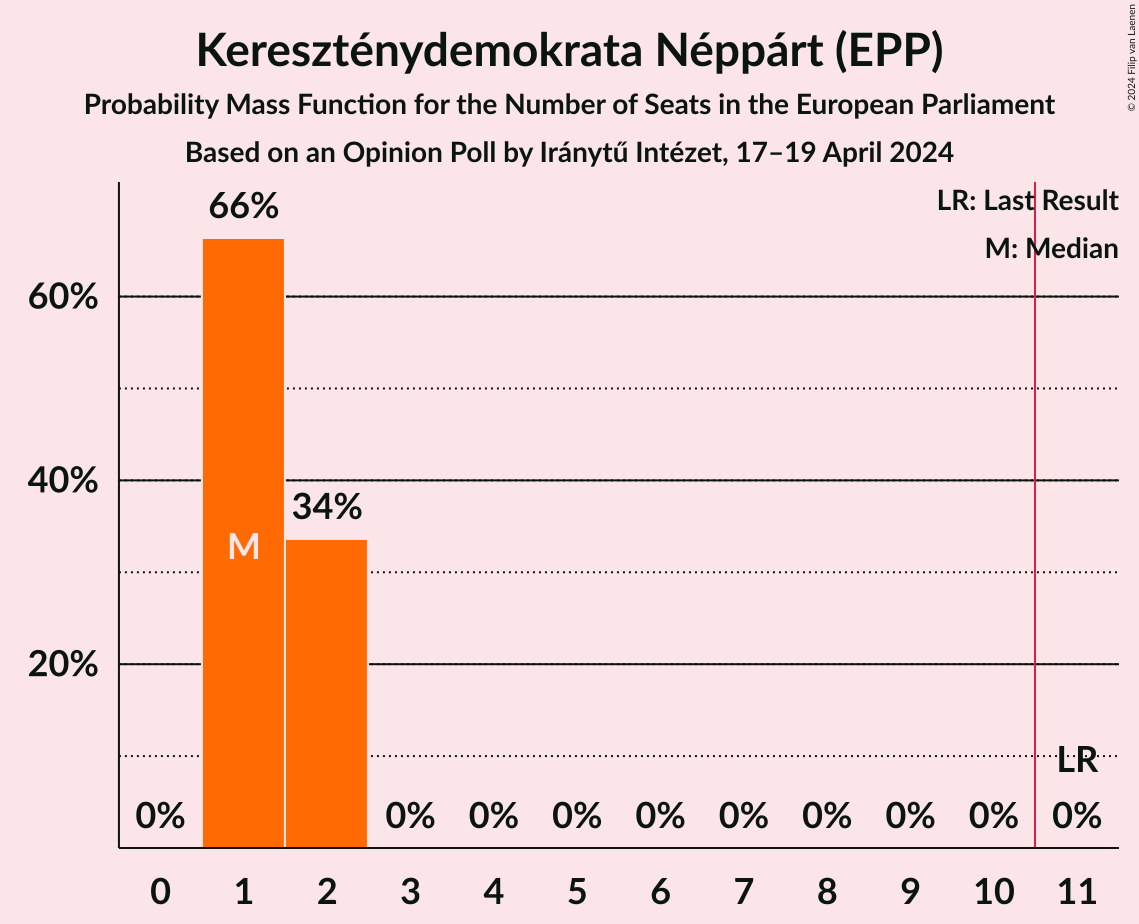 Kereszténydemokrata Néppárt (EPP)
Probability Mass Function for the Number of Seats in the European Parliament
Based on an Opinion Poll by Iránytű Intézet, 17–19 April 2024
© 2024 Filip van Laenen
LR: Last Result
M: Median
66%
60%
40%
34%
M
20%
LR
0% 0% 0% 0% 0% 0% 0% 0% 0% 0%
0 1 2 3 4 5 6 7 8 9 10 11